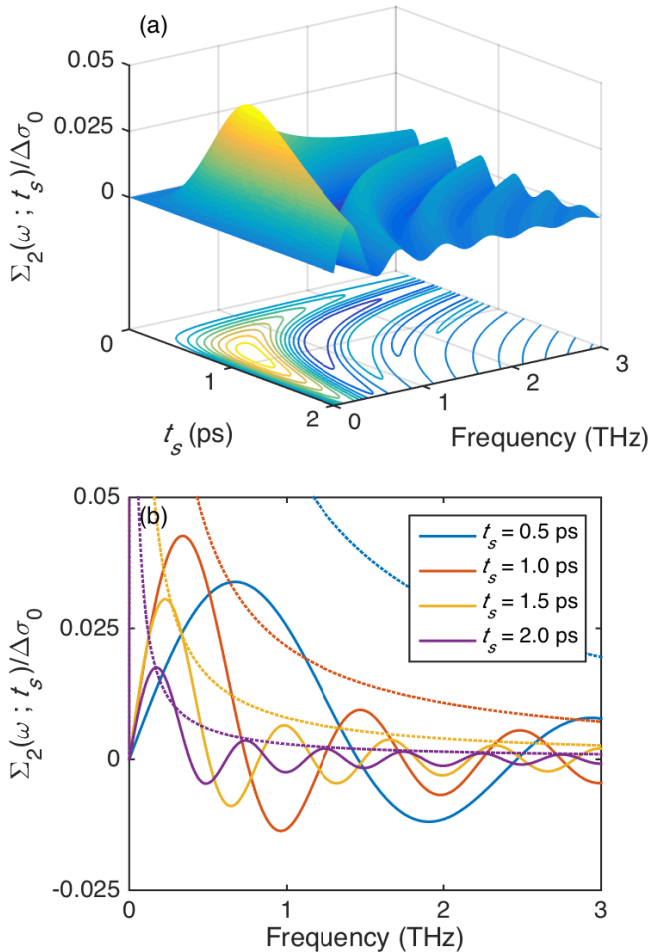 (a)
0.05
0.025
0
Σ₂(ω ; tₛ)/Δσ₀
0
1
2
tₛ (ps)
0
1
2
3
Frequency (THz)
(b)
0.05
0.025
0
-0.025
Σ₂(ω ; tₛ)/Δσ₀
tₛ = 0.5 ps
tₛ = 1.0 ps
tₛ = 1.5 ps
tₛ = 2.0 ps
0
1
2
3
Frequency (THz)